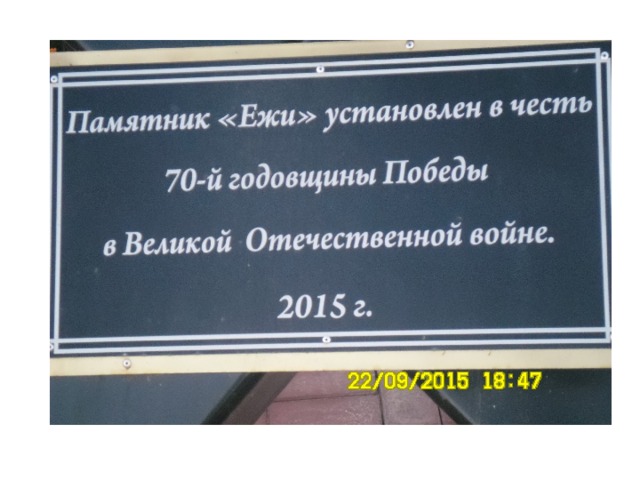 Памятник «Ежи» установлен в честь
70-й годовщины Победы
в Великой Отечественной войне.
2015 г.
22/09/2015 18:47